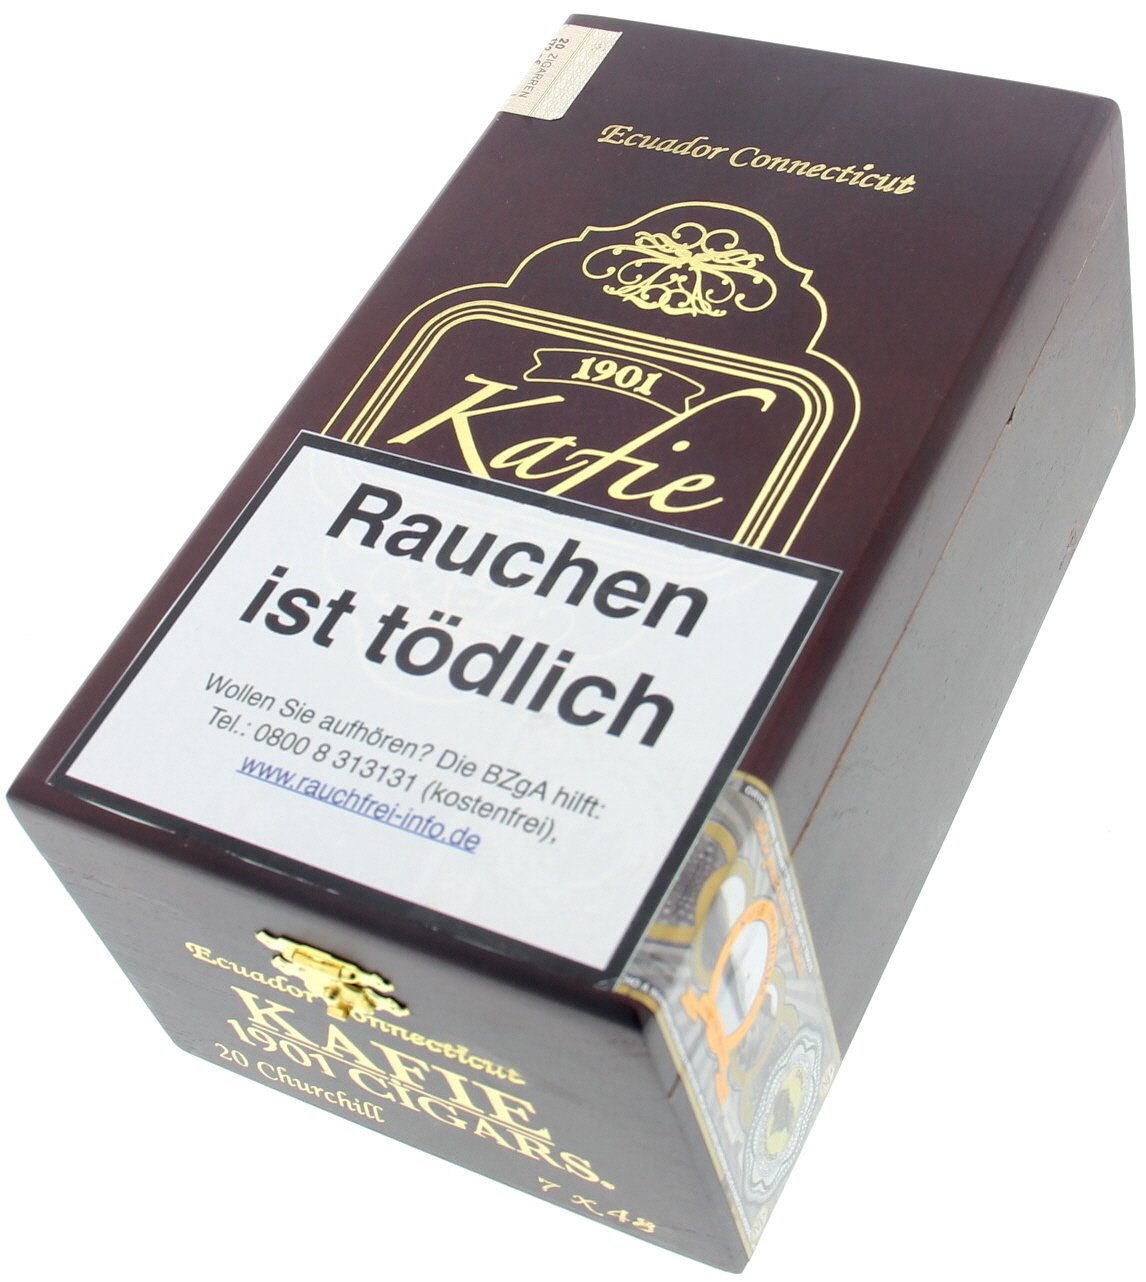 20 ZIGARREN
Ecuador Connecticut
1901
Kafie
Rauchen
ist tödlich
Wollen Sie aufhören? Die BZgA hilft:
Tel.: 0800 8 313131 (kostenfrei),
www.rauchfrei-info.de
Ecuador Connecticut
KAFIE
1901 CIGARS.
20 Churchill
7 x 48